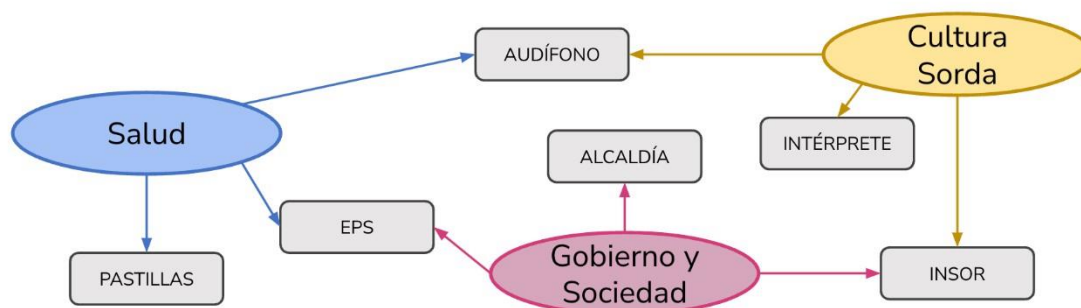 AUDÍFONO
Cultura
Sorda
Salud
ALCALDÍA
INTÉRPRETE
EPS
PASTILLAS
Gobierno y
Sociedad
INSOR